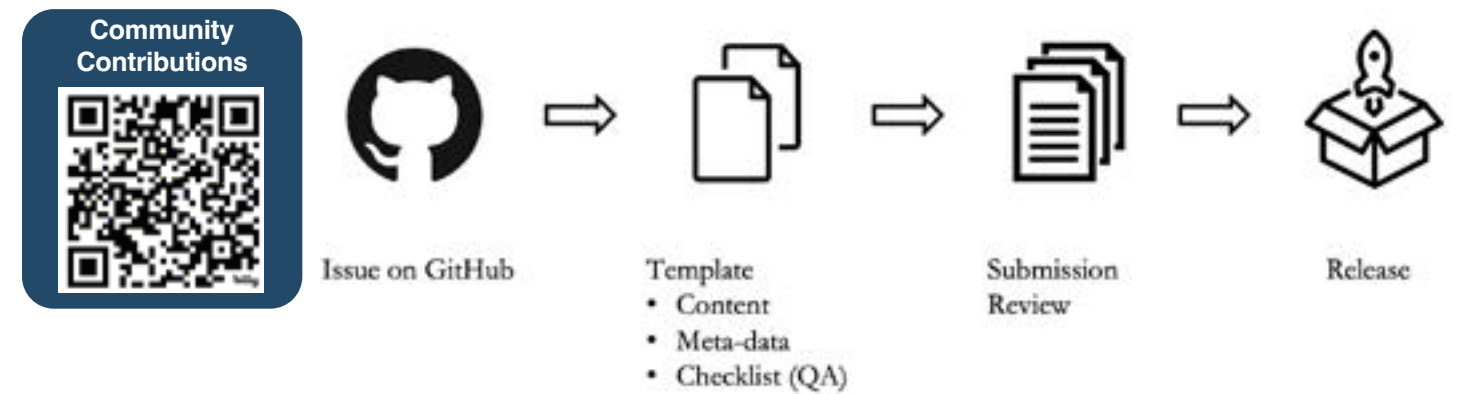 Community
Contributions
Issue on GitHub
Template
• Content
• Meta-data
• Checklist (QA)
Submission
Review
Release